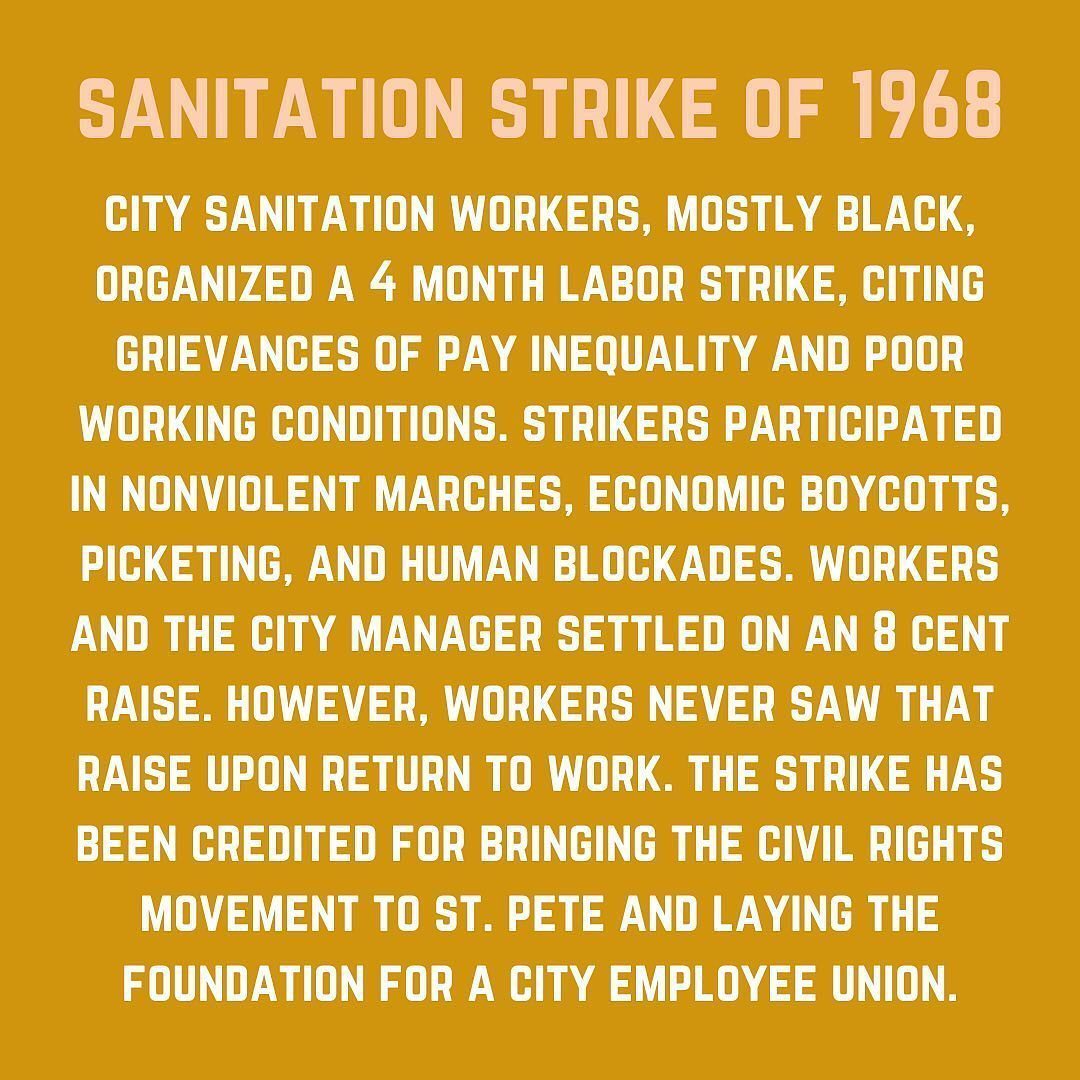 SANITATION STRIKE OF 1968
CITY SANITATION WORKERS, MOSTLY BLACK,
ORGANIZED A 4 MONTH LABOR STRIKE, CITING
GRIEVANCES OF PAY INEQUALITY AND POOR
WORKING CONDITIONS. STRIKERS PARTICIPATED
IN NONVIOLENT MARCHES, ECONOMIC BOYCOTTS,
PICKETING, AND HUMAN BLOCKADES. WORKERS
AND THE CITY MANAGER SETTLED ON AN 8 CENT
RAISE. HOWEVER, WORKERS NEVER SAW THAT
RAISE UPON RETURN TO WORK. THE STRIKE HAS
BEEN CREDITED FOR BRINGING THE CIVIL RIGHTS
MOVEMENT TO ST. PETE AND LAYING THE
FOUNDATION FOR A CITY EMPLOYEE UNION.